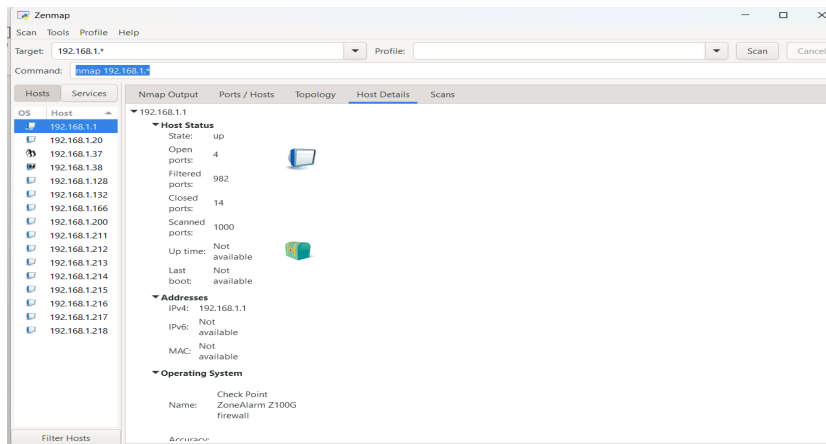 Zenmap
Scan Tools Profile Help
Target: 192.168.1.* Profile: Scan Cancel
Command: nmap 192.168.1.*
Hosts Services
Nmap Output Ports / Hosts Topology Host Details Scans
OS Host
192.168.1.1
192.168.1.20
192.168.1.37
192.168.1.38
192.168.1.128
192.168.1.132
192.168.1.166
192.168.1.200
192.168.1.211
192.168.1.212
192.168.1.213
192.168.1.214
192.168.1.215
192.168.1.216
192.168.1.217
192.168.1.218
Filter Hosts
192.168.1.1
Host Status
State: up
Open ports: 4
Filtered ports: 982
Closed ports: 14
Scanned ports: 1000
Up time: Not available
Last boot: Not available
Addresses
IPv4: 192.168.1.1
IPv6: Not available
MAC: Not available
Operating System
Name: Check Point
ZoneAlarm Z100G
firewall
Accuracy: